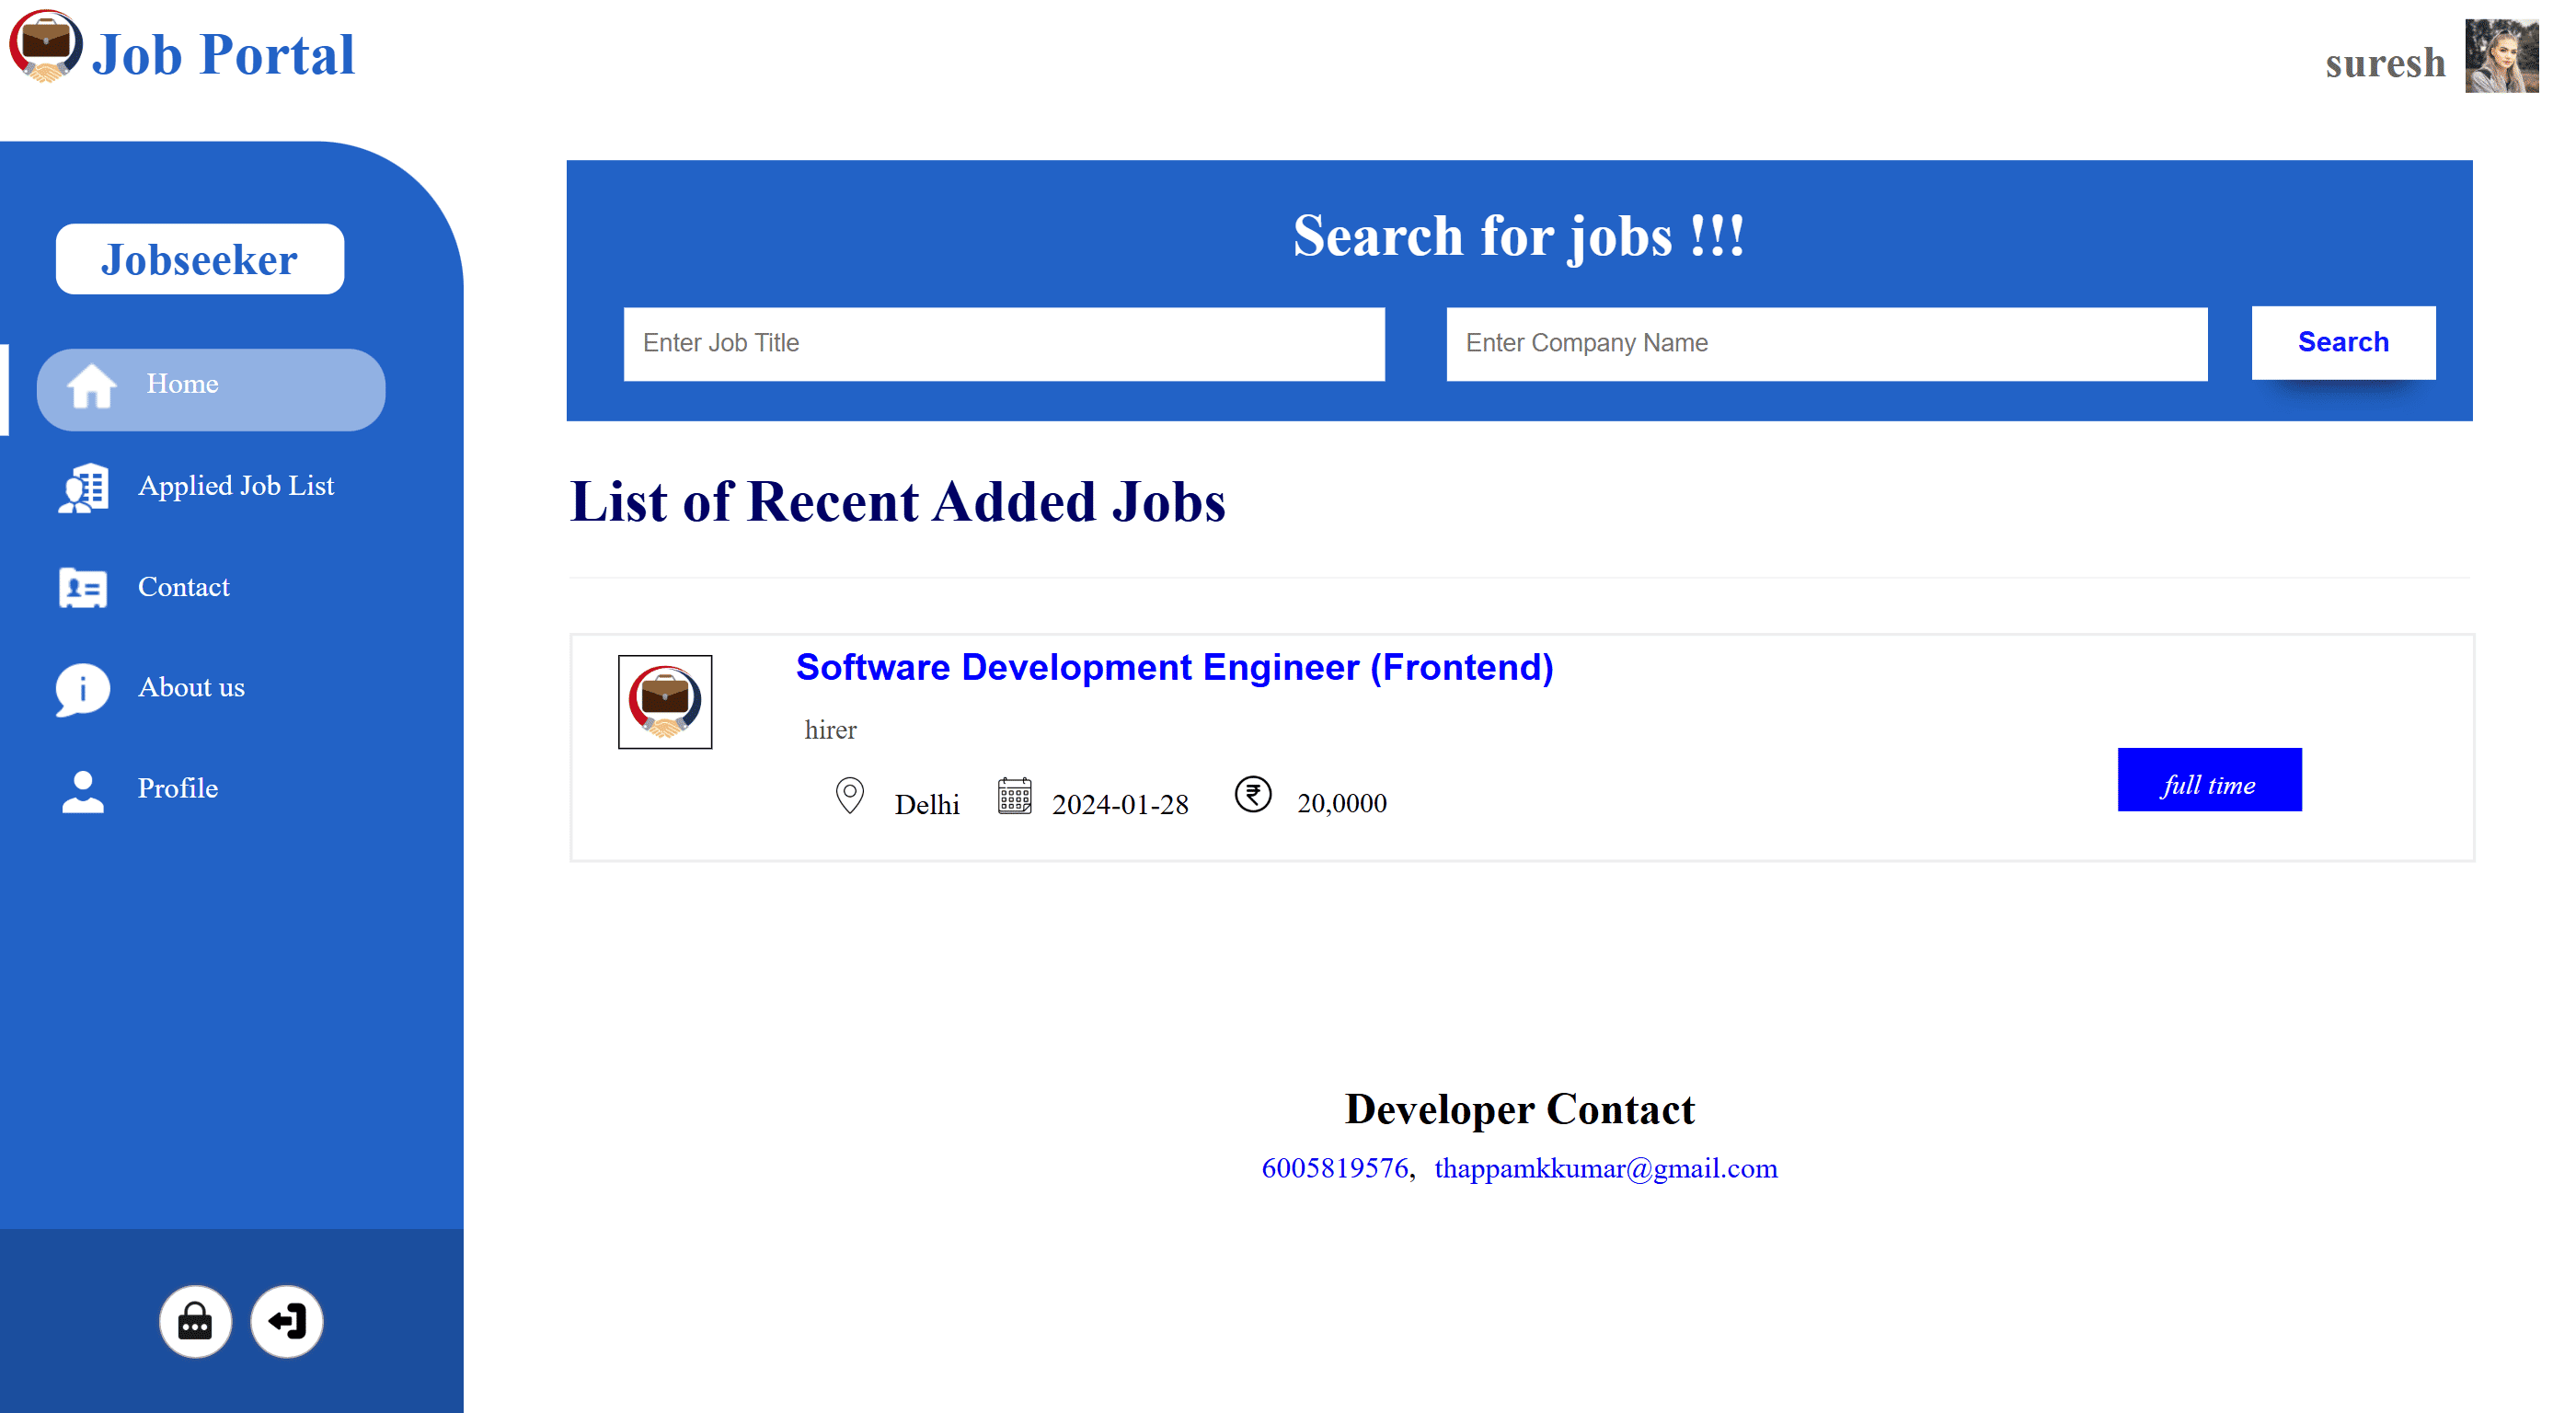 Job Portal
suresh
Jobseeker
Home
Applied Job List
Contact
About us
Profile
Search for jobs !!!
Enter Job Title
Enter Company Name
Search
List of Recent Added Jobs
Software Development Engineer (Frontend)
hirer
Delhi 2024-01-28 20,0000
full time
Developer Contact
6005819576, thappamkkumar@gmail.com